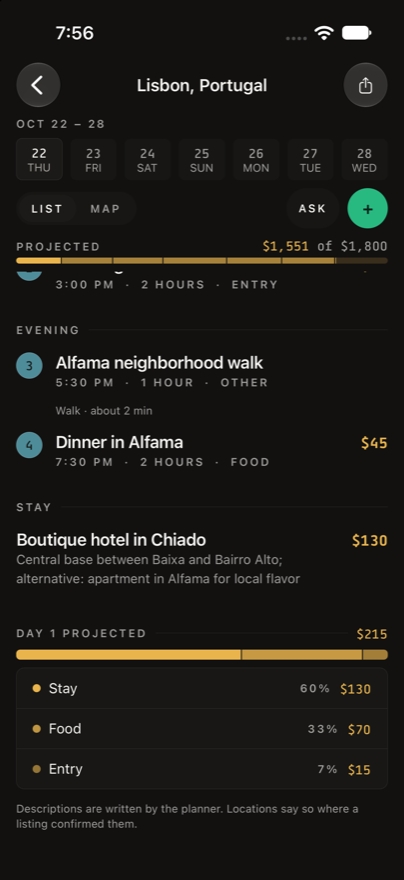 7:56
Lisbon, Portugal
OCT 22 – 28
22 23 24 25 26 27 28
THU FRI SAT SUN MON TUE WED
LIST MAP ASK +
PROJECTED $1,551 of $1,800
3:00 PM · 2 HOURS · ENTRY
EVENING
3 Alfama neighborhood walk
5:30 PM · 1 HOUR · OTHER
Walk · about 2 min
4 Dinner in Alfama $45
7:30 PM · 2 HOURS · FOOD
STAY
Boutique hotel in Chiado $130
Central base between Baixa and Bairro Alto;
alternative: apartment in Alfama for local flavor
DAY 1 PROJECTED $215
Stay 60% $130
Food 33% $70
Entry 7% $15
Descriptions are written by the planner. Locations say so where a
listing confirmed them.